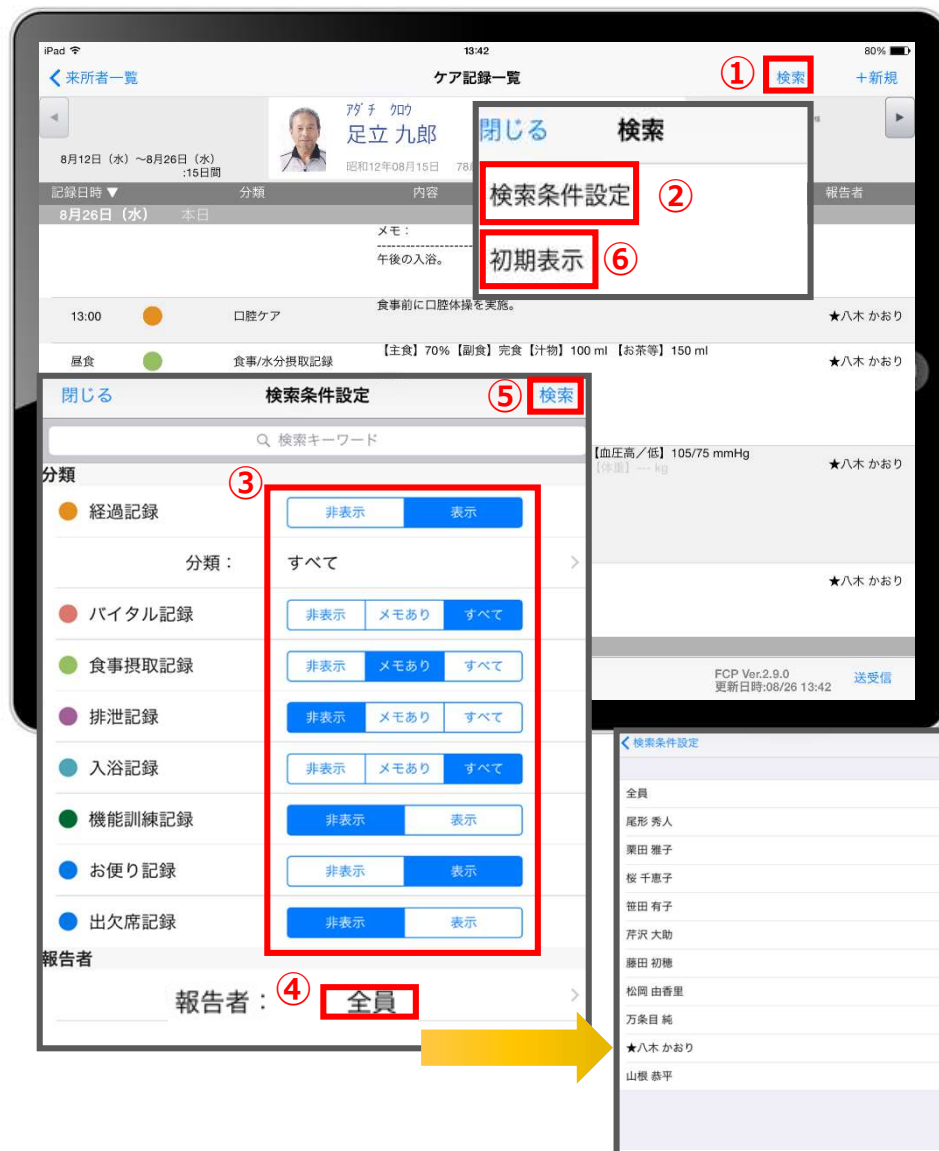 iPad 13:42 80%
来所者一覧 ケア記録一覧 ① 検索 +新規
アダチ クロウ
足立 九郎
昭和12年08月15日
8月12日(水)~8月26日(水)
:15日間
記録日時▼ 分類 内容 報告者
8月26日(水) 本日
メモ:
午後の入浴。
13:00 口腔ケア 食事前に口腔体操を実施。 ★八木 かおり
昼食 食事/水分摂取記録 【主食】70%【副食】完食【汁物】100 ml 【お茶等】150 ml ★八木 かおり
【血圧高/低】105/75 mmHg
【体重】--- kg
★八木 かおり
★八木 かおり
FCP Ver.2.9.0
更新日時:08/26 13:42
送受信
閉じる 検索
検索条件設定 ②
初期表示 ⑥
閉じる 検索条件設定 ⑤ 検索
検索キーワード
分類
③
経過記録 非表示 表示
分類: すべて
バイタル記録 非表示 メモあり すべて
食事摂取記録 非表示 メモあり すべて
排泄記録 非表示 メモあり すべて
入浴記録 非表示 メモあり すべて
機能訓練記録 非表示 表示
お便り記録 非表示 表示
出欠席記録 非表示 表示
報告者
報告者: ④ 全員
検索条件設定
全員
尾形 秀人
栗田 雅子
桜 千恵子
笹田 有子
芹沢 大助
藤田 初穂
松岡 由香里
万条目 純
★八木 かおり
山根 恭平